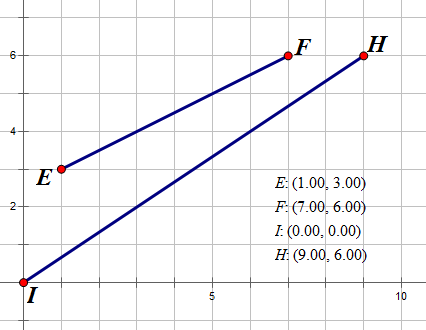 F
H
6
4
E
2
E: (1.00, 3.00)
F: (7.00, 6.00)
I: (0.00, 0.00)
H: (9.00, 6.00)
I
5
10